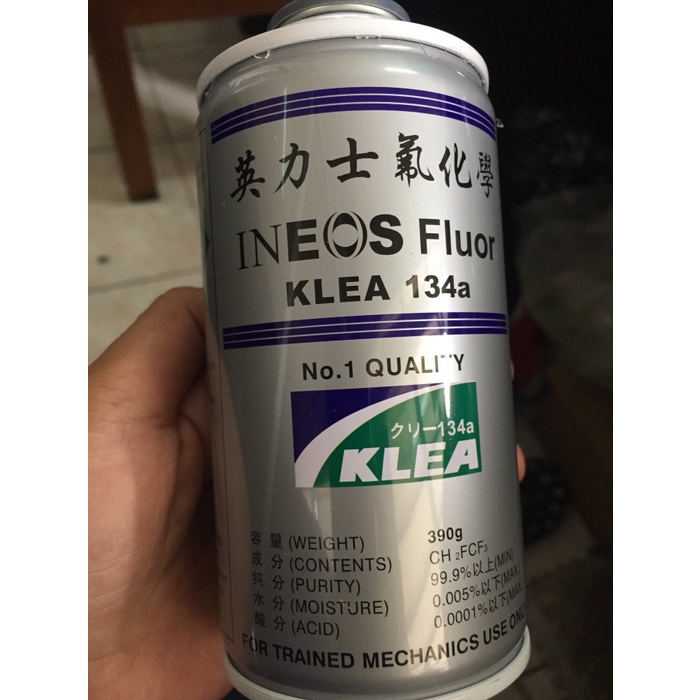 英力士氟化學
INEOS Fluor
KLEA 134a
No.1 QUALITY
クリー134a
KLEA
容 量 (WEIGHT) 390g
成 分 (CONTENTS) CH2FCF3
纯 分 (PURITY) 99.9%以上(MIN)
水 分 (MOISTURE) 0.005%以下(MAX)
酸 分 (ACID) 0.0001%以下(MAX)
FOR TRAINED MECHANICS USE ONLY